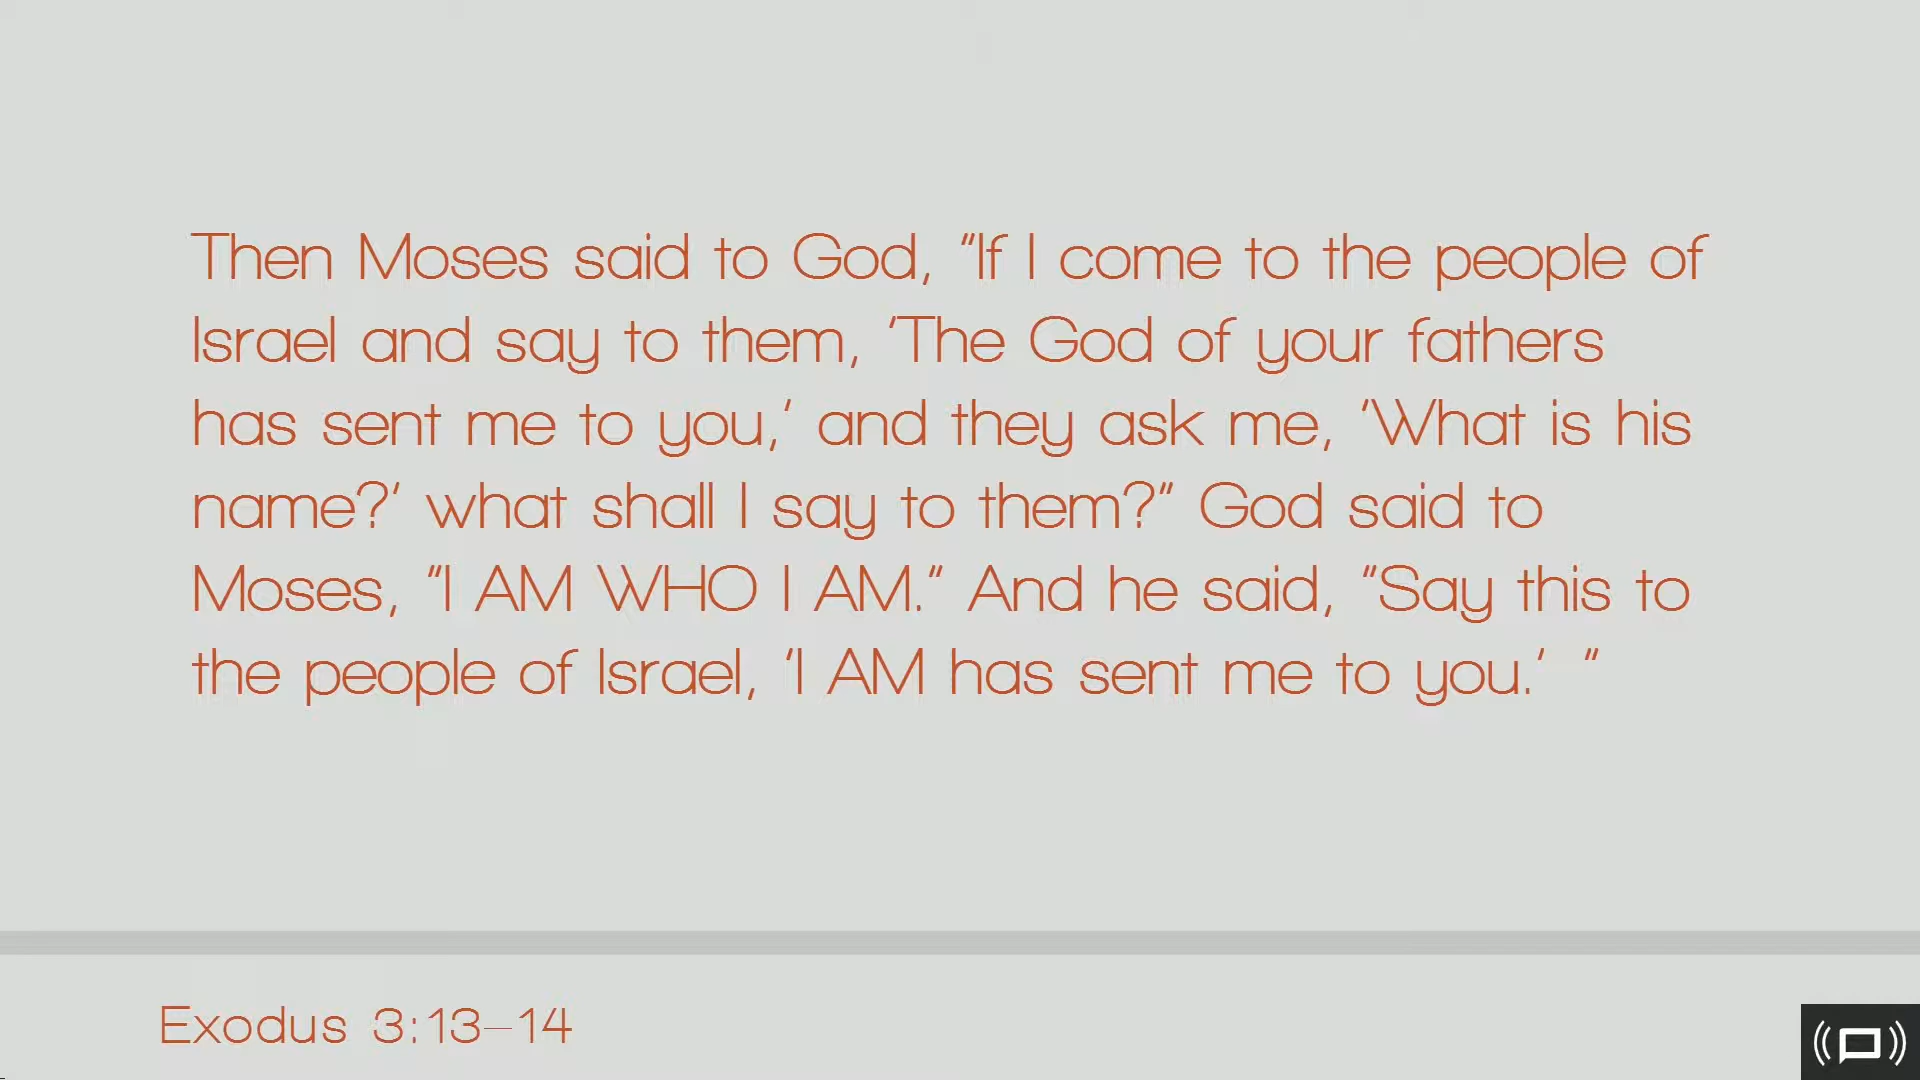 Then Moses said to God, “If I come to the people of
Israel and say to them, ‘The God of your fathers
has sent me to you,’ and they ask me, ‘What is his
name?’ what shall I say to them?” God said to
Moses, “I AM WHO I AM.” And he said, “Say this to
the people of Israel, ‘I AM has sent me to you.’ ”
Exodus 3:13–14